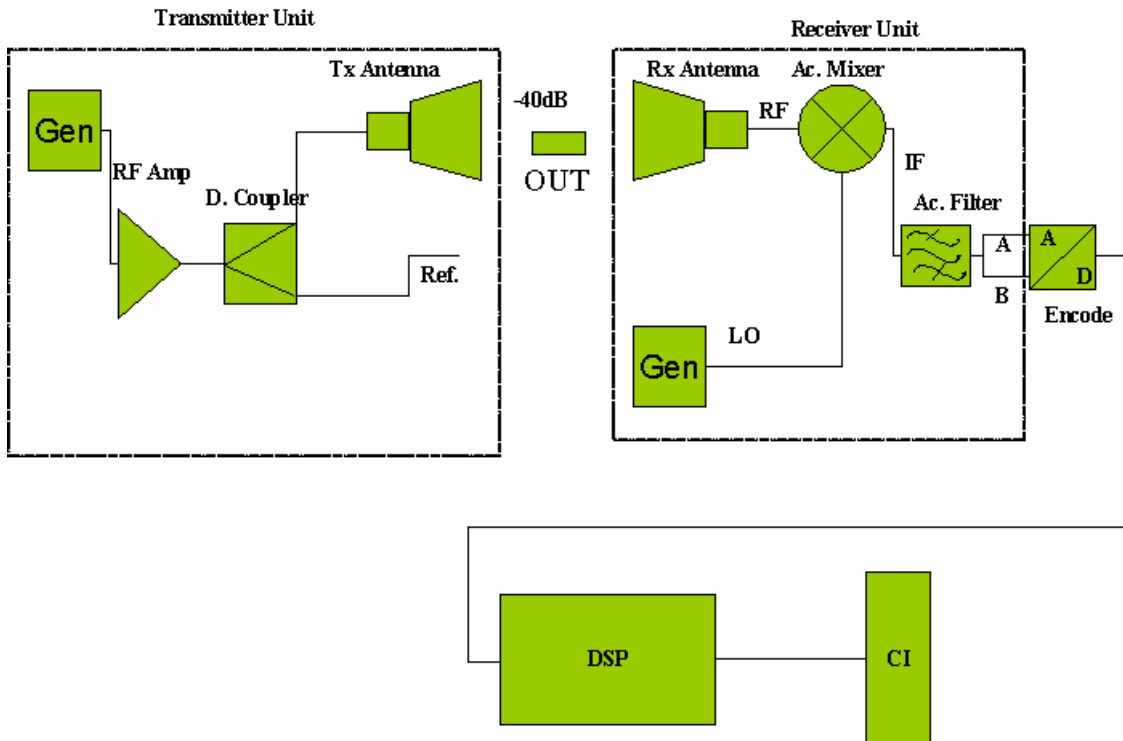 Transmitter Unit
Receiver Unit
Tx Antenna
Rx Antenna
Ac. Mixer
-40dB
Gen
RF
OUT
RF Amp
IF
D. Coupler
Ac. Filter
Ref.
A
A
D
B
Encode
LO
Gen
DSP
CI